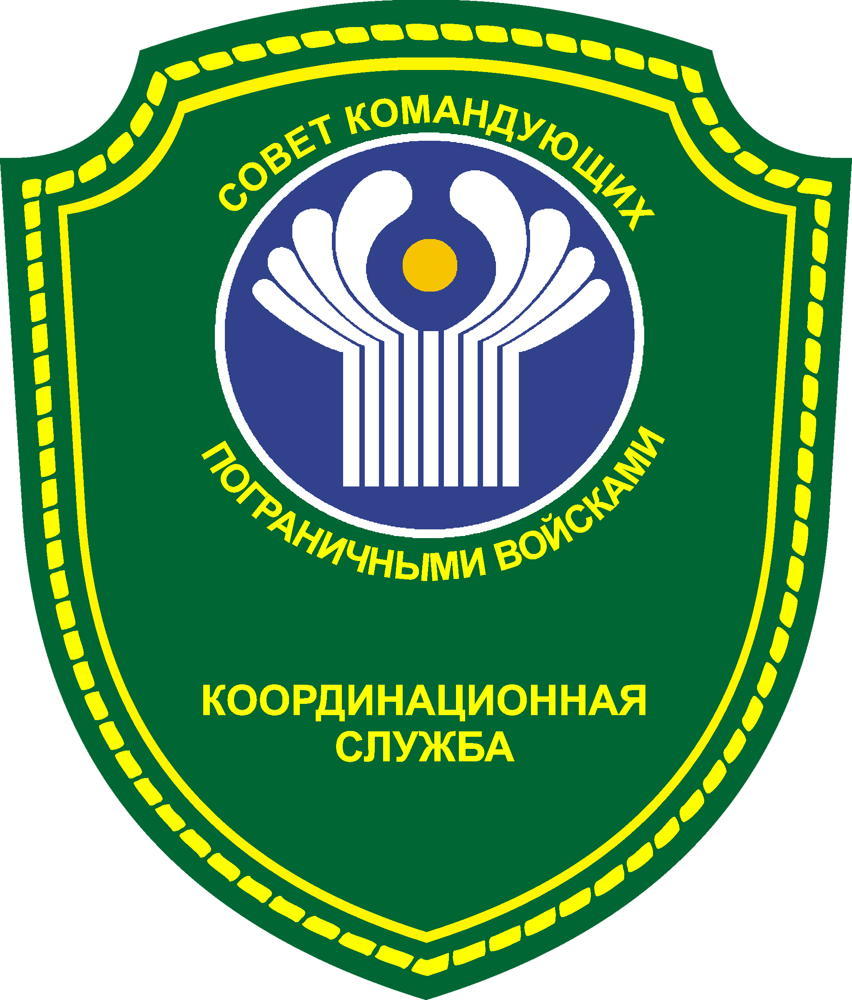 СОВЕТ КОМАНДУЮЩИХ
ПОГРАНИЧНЫМИ ВОЙСКАМИ
КООРДИНАЦИОННАЯ
СЛУЖБА